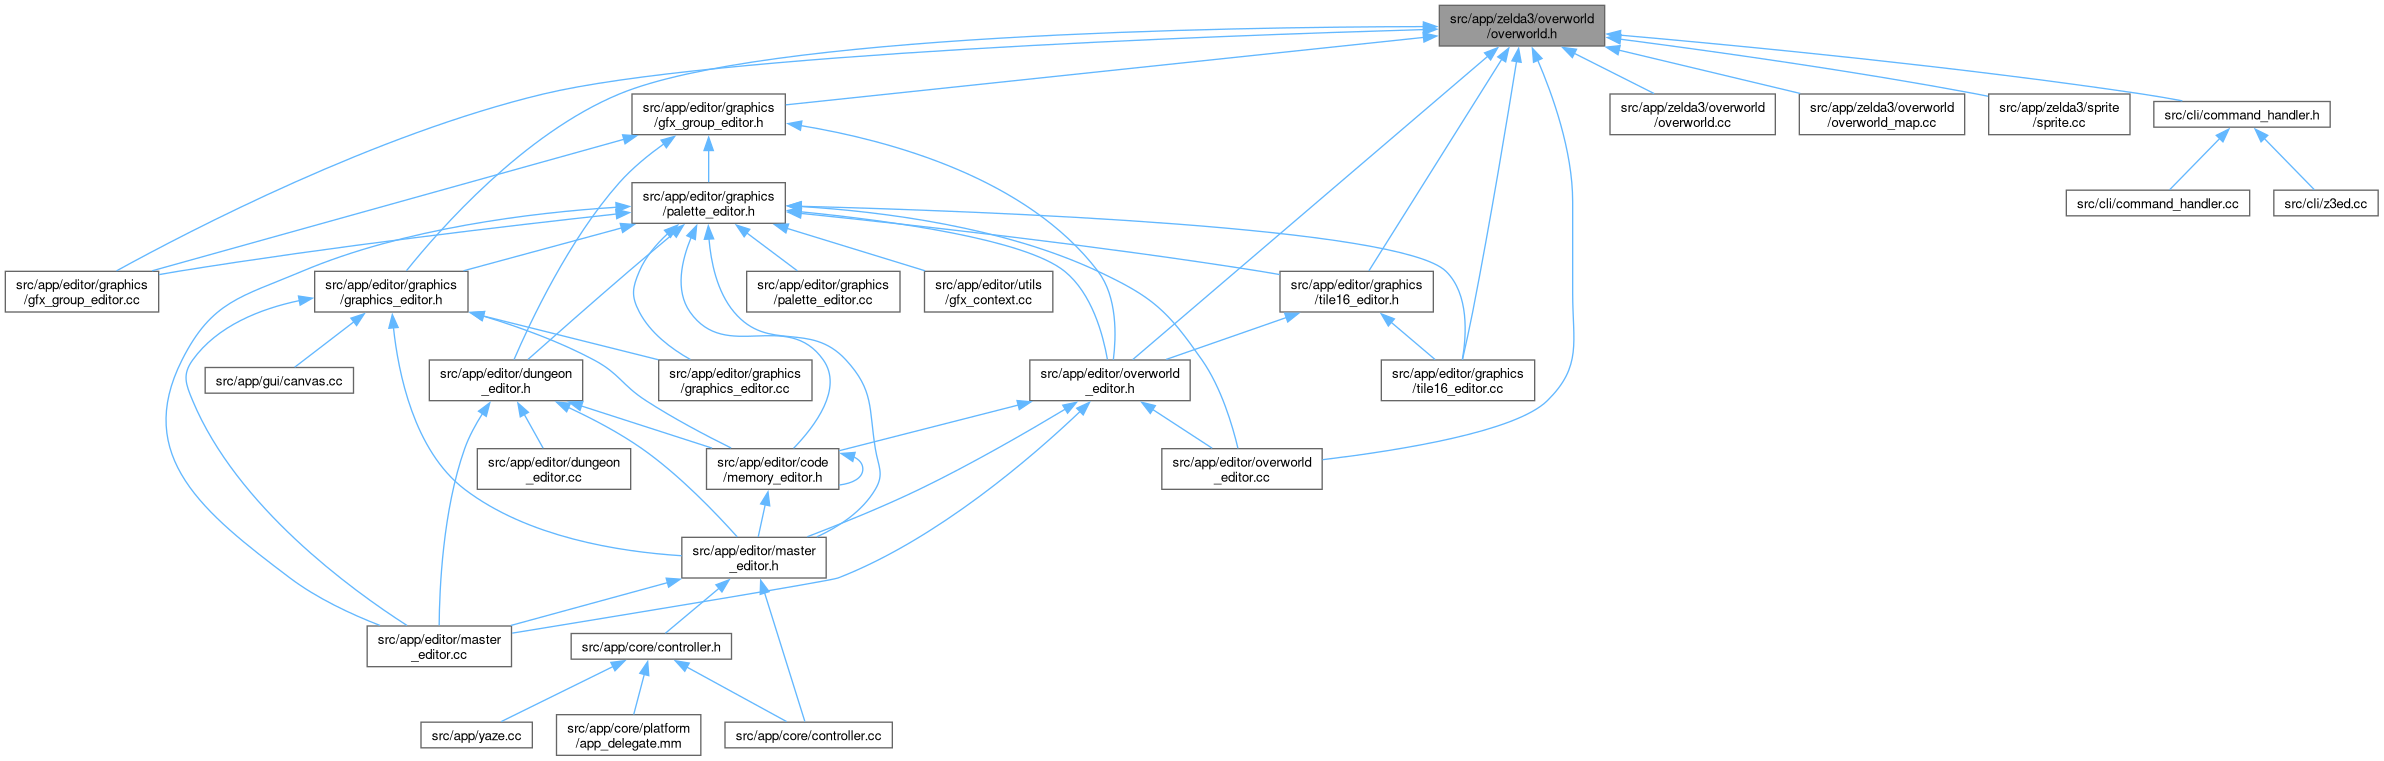 src/app/zelda3/overworld
/overworld.h
src/app/editor/graphics
/gfx_group_editor.h
src/app/zelda3/overworld
/overworld.cc
src/app/zelda3/overworld
/overworld_map.cc
src/app/zelda3/sprite
/sprite.cc
src/cli/command_handler.h
src/app/editor/graphics
/palette_editor.h
src/cli/command_handler.cc
src/cli/z3ed.cc
src/app/editor/graphics
/gfx_group_editor.cc
src/app/editor/graphics
/graphics_editor.h
src/app/editor/graphics
/palette_editor.cc
src/app/editor/utils
/gfx_context.cc
src/app/editor/graphics
/tile16_editor.h
src/app/gui/canvas.cc
src/app/editor/dungeon
_editor.h
src/app/editor/graphics
/graphics_editor.cc
src/app/editor/overworld
_editor.h
src/app/editor/graphics
/tile16_editor.cc
src/app/editor/dungeon
_editor.cc
src/app/editor/code
/memory_editor.h
src/app/editor/overworld
_editor.cc
src/app/editor/master
_editor.h
src/app/editor/master
_editor.cc
src/app/core/controller.h
src/app/yaze.cc
src/app/core/platform
/app_delegate.mm
src/app/core/controller.cc